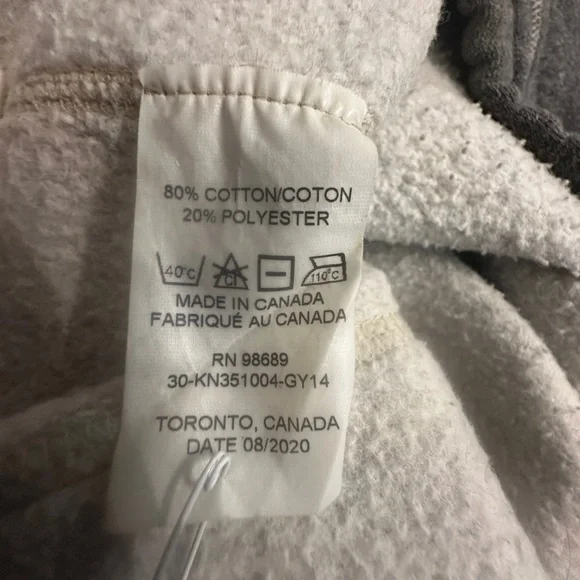 80% COTTON/COTON
20% POLYESTER
40°C CL 110°C
MADE IN CANADA
FABRIQUÉ AU CANADA
RN 98689
30-KN351004-GY14
TORONTO, CANADA
DATE 08/2020